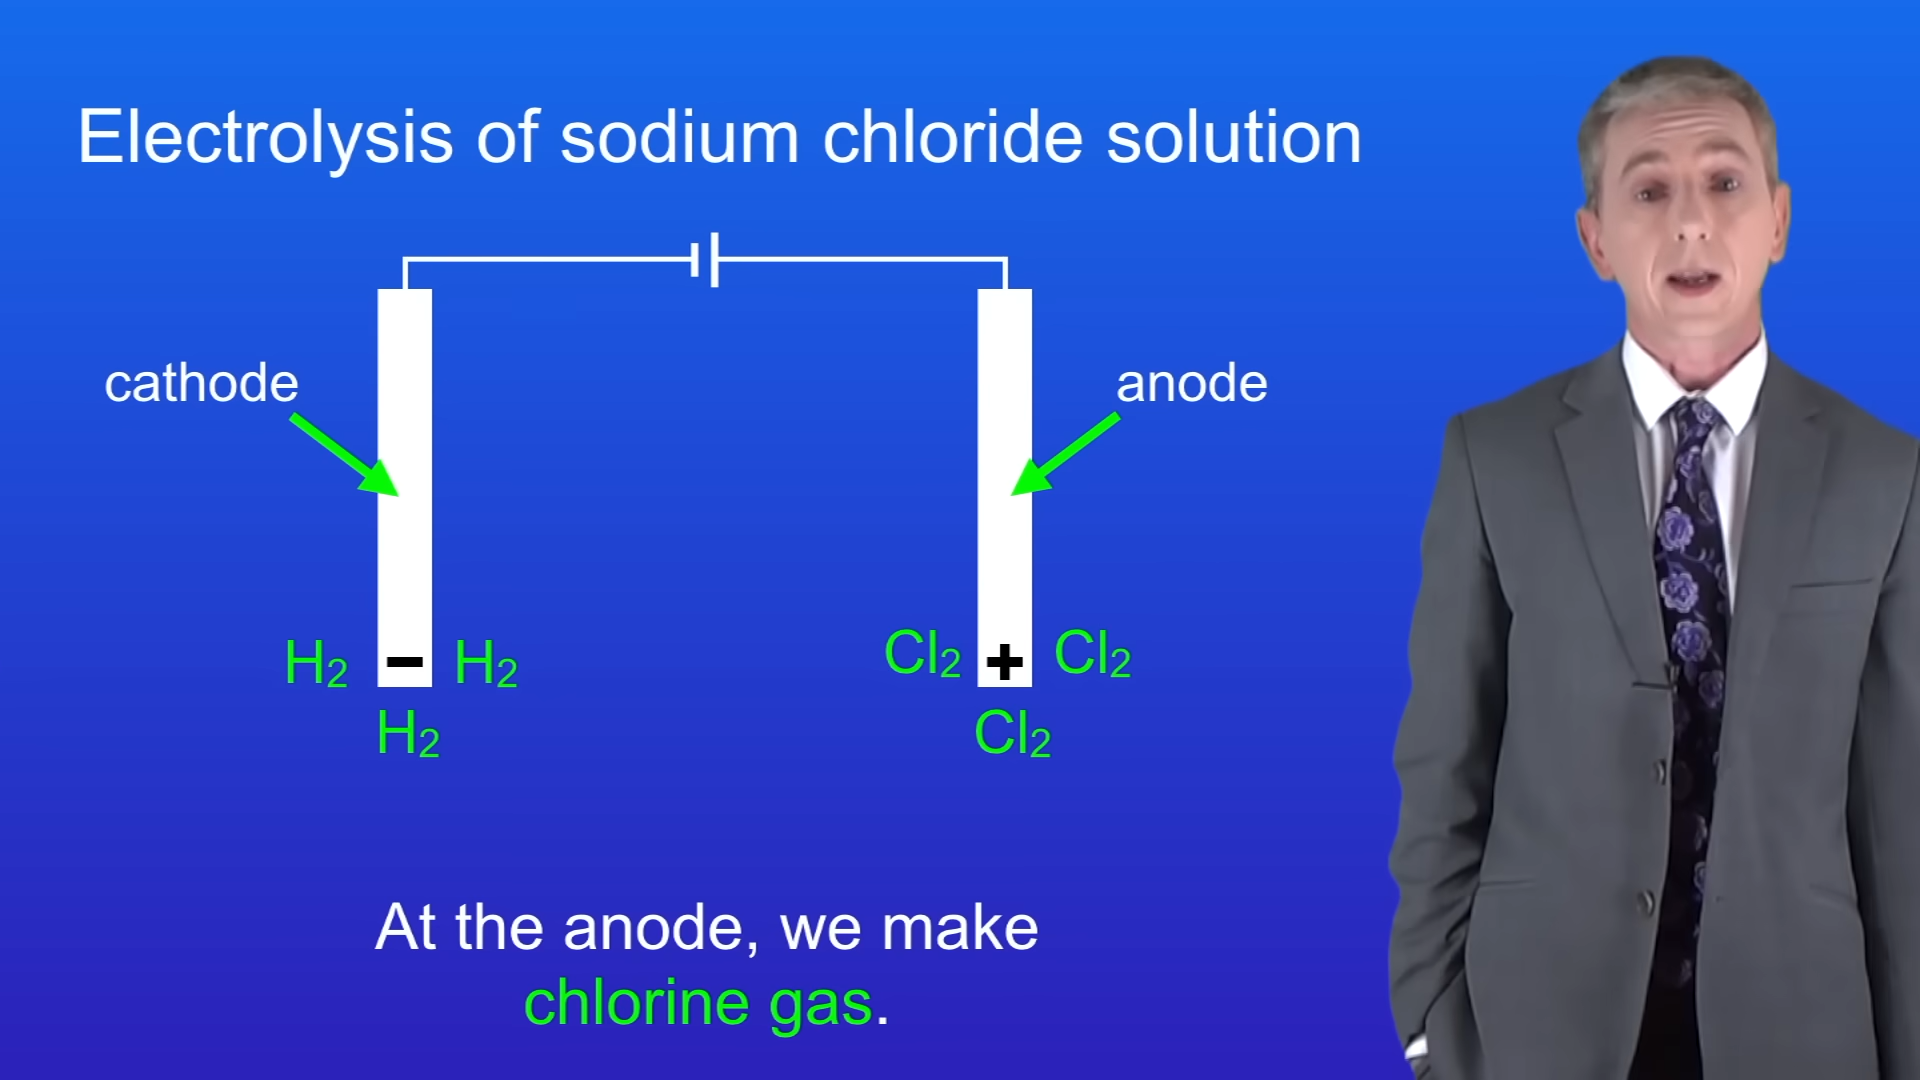 Electrolysis of sodium chloride solution
cathode
anode
H₂
H₂
Cl₂
Cl₂
−
+
H₂
Cl₂
At the anode, we make
chlorine gas.